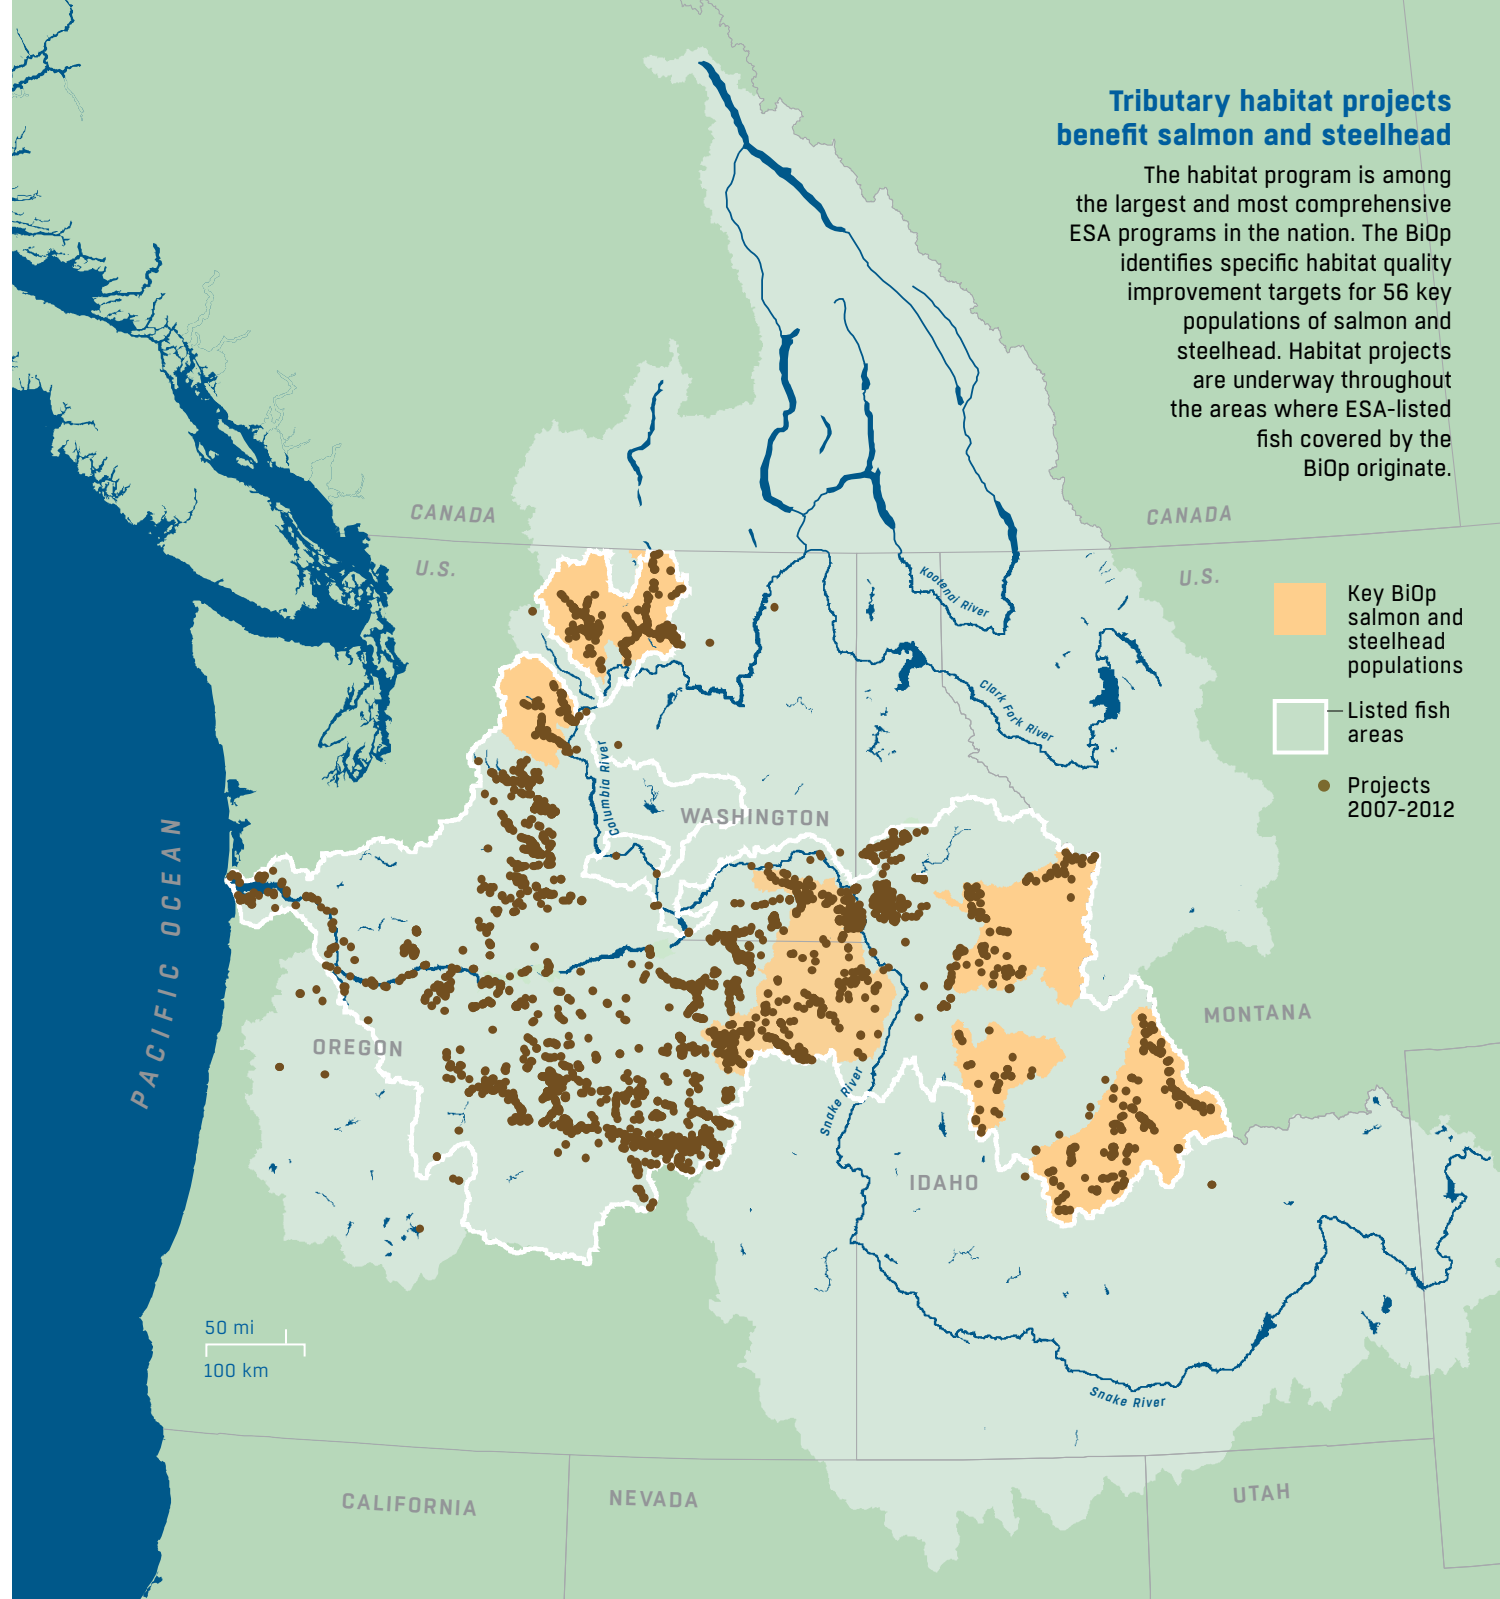 Tributary habitat projects
benefit salmon and steelhead
The habitat program is among
the largest and most comprehensive
ESA programs in the nation. The BiOp
identifies specific habitat quality
improvement targets for 56 key
populations of salmon and
steelhead. Habitat projects
are underway throughout
the areas where ESA-listed
fish covered by the
BiOp originate.
CANADA
CANADA
U.S.
U.S.
Kootenai River
Key BiOp
salmon and
steelhead
populations
Clark Fork River
Listed fish
areas
Columbia River
Projects
2007-2012
WASHINGTON
PACIFIC OCEAN
MONTANA
OREGON
Snake River
IDAHO
50 mi
100 km
Snake River
CALIFORNIA
NEVADA
UTAH